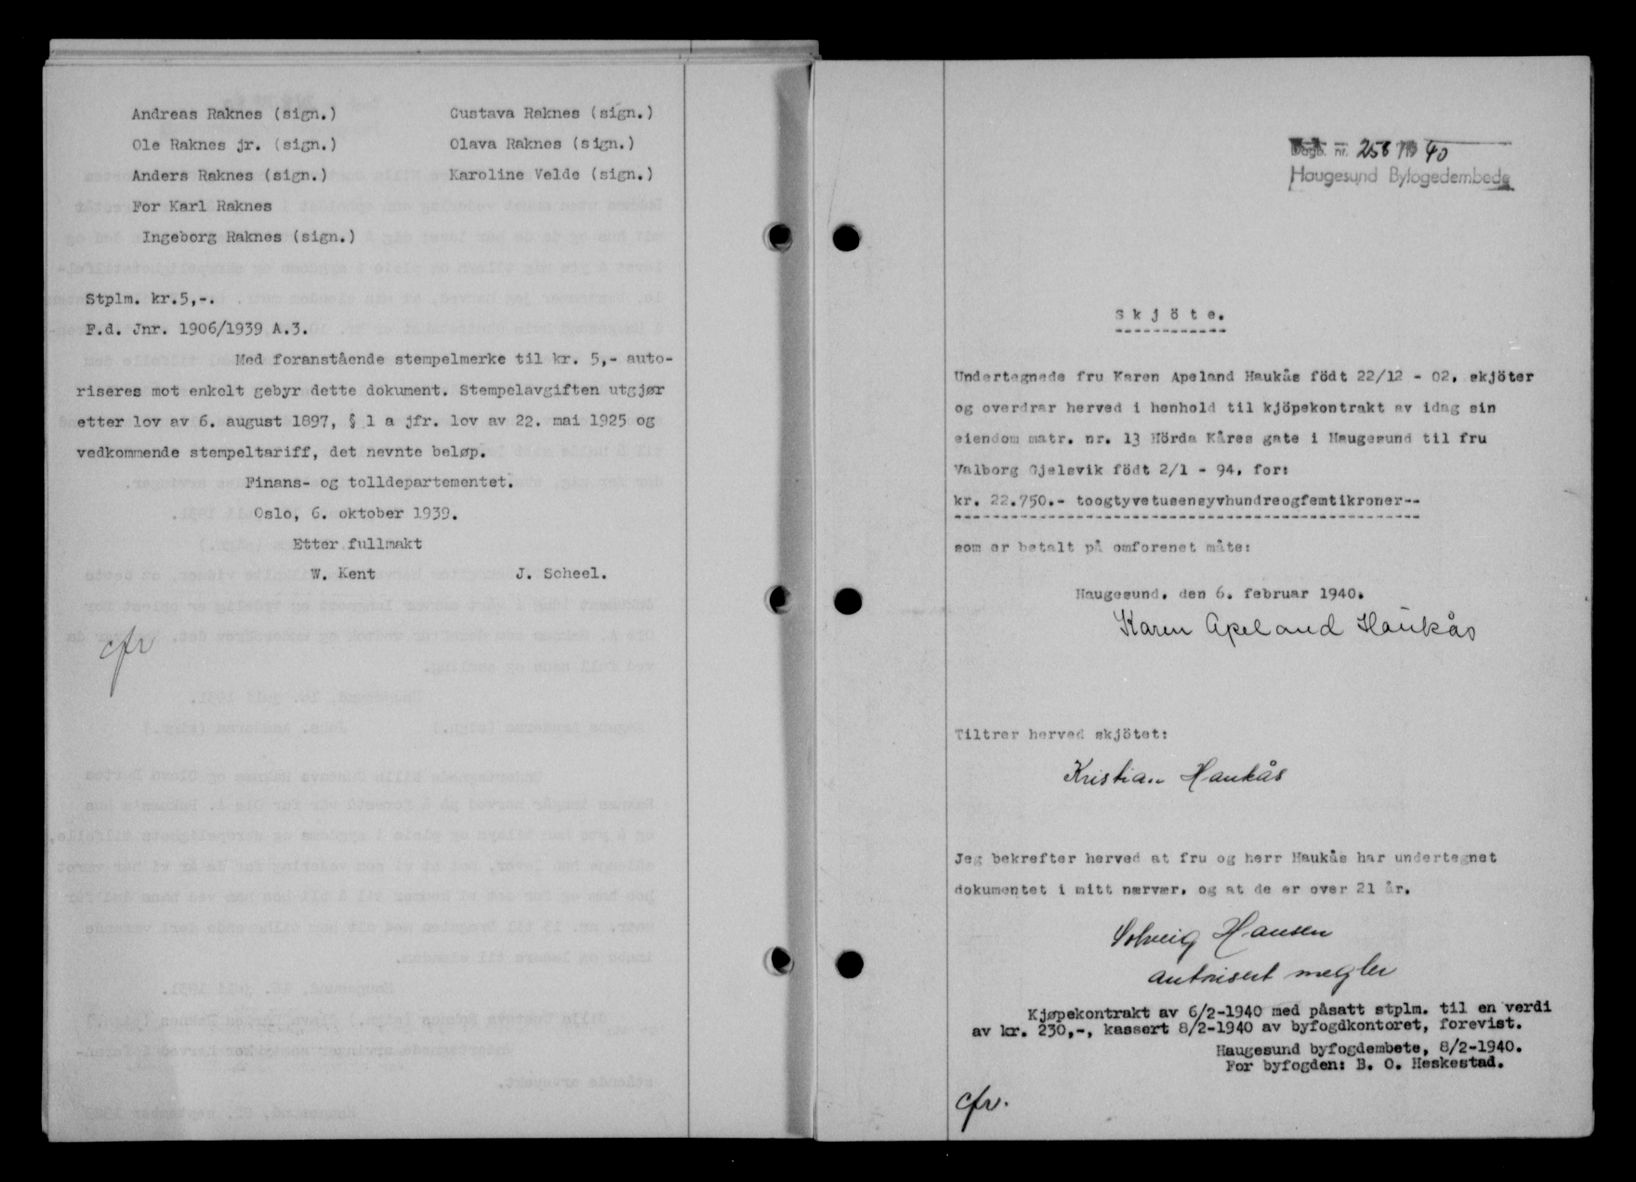 Andreas Raknes (sign.) Gustava Raknes (sign.)
Ole Raknes jr. (sign.) Olava Raknes (sign.)
Anders Raknes (sign.) Karoline Velde (sign.)
For Karl Raknes
Ingeborg Raknes (sign.)
Stplm. kr.5,-.
F.d. Jnr. 1906/1939 A.3.
Med foranstående stempelmerke til kr. 5,- auto-
riseres mot enkelt gebyr dette dokument. Stempelavgiften utgjør
etter lov av 6. august 1897, § 1 a jfr. lov av 22. mai 1925 og
vedkommende stempeltariff, det nevnte beløp.
Finans- og tolldepartementet.
Oslo, 6. oktober 1939.
Etter fullmakt
W. Kent J. Scheel.
cfr
Dagb. nr. 258/1940
Haugesund Byfogedembede
Skjöte.
Undertegnede fru Karen Apeland Haukås födt 22/12 - 02, skjöter
og overdrar herved i henhold til kjöpekontrakt av idag sin
eiendom matr. nr. 13 Hörda Kåres gate i Haugesund til fru
Valborg Gjelsvik födt 2/1 - 94, for:
kr. 22.750.- toogtyvetusensyvhundreogfemtikroner--
som er betalt på omforenet måte:
Haugesund, den 6. februar 1940.
Karen Apeland Haukås
Tiltrer herved skjötet:
Kristian Haukås
Jeg bekrefter herved at fru og herr Haukås har undertegnet
dokumentet i mitt nærvær, og at de er over 21 år.
Solveig Hansen
autorisert megler
Kjøpekontrakt av 6/2-1940 med påsatt stplm. til en verdi
av kr. 230,-, kassert 8/2-1940 av byfogdkontoret, forevist.
Haugesund byfogdembete, 8/2-1940.
For byfogden: B. O. Heskestad.
cfr.